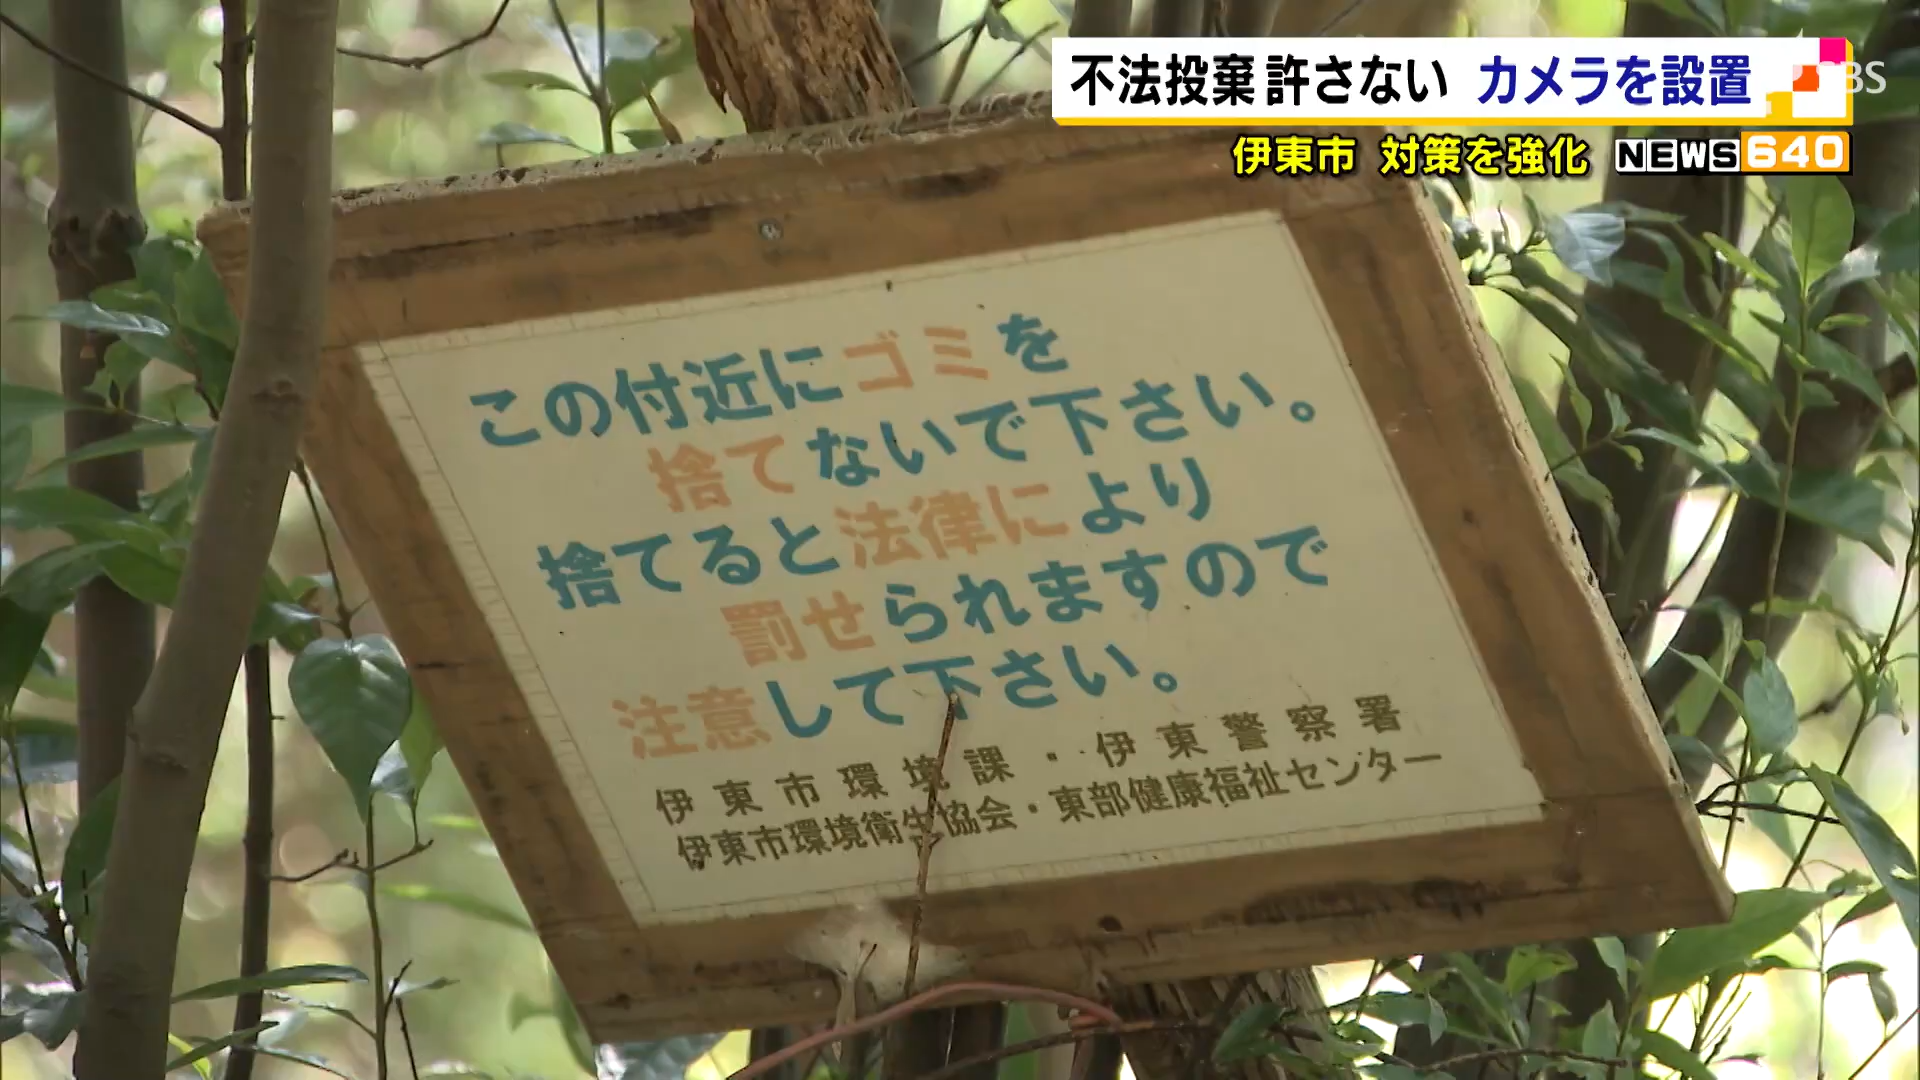 不法投棄許さない カメラを設置
伊東市 対策を強化 NEWS640
この付近にゴミを
捨てないで下さい。
捨てると法律により
罰せられますので
注意して下さい。
伊東市環境課・伊東警察署
伊東市環境衛生協会・東部健康福祉センター